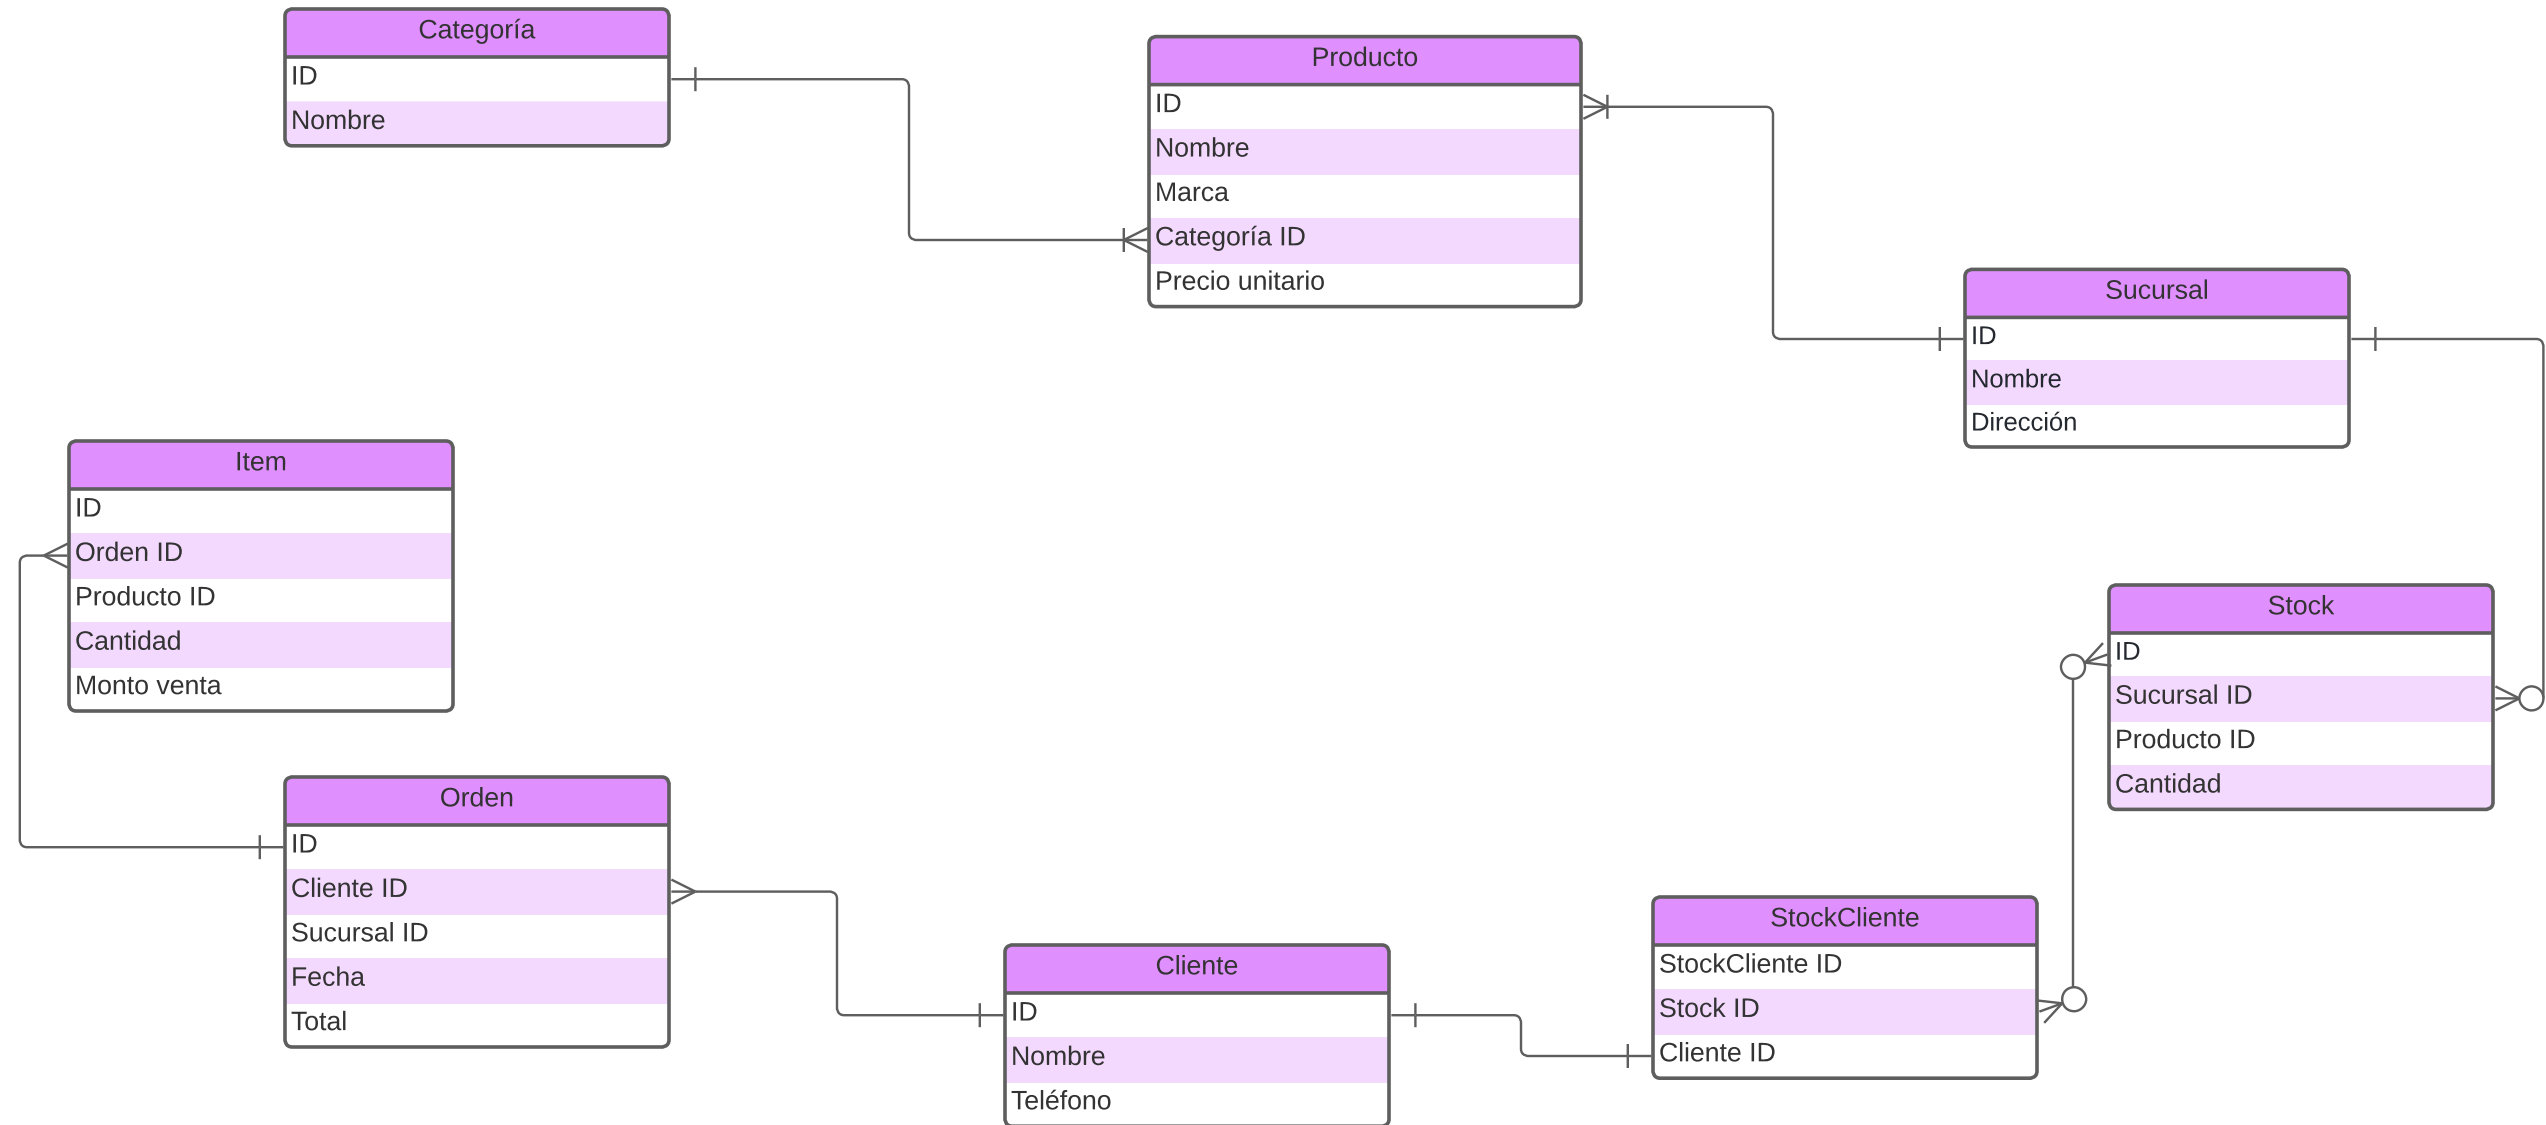 Categoría
ID
Nombre
Producto
ID
Nombre
Marca
Categoría ID
Precio unitario
Sucursal
ID
Nombre
Dirección
Item
ID
Orden ID
Producto ID
Cantidad
Monto venta
Stock
ID
Sucursal ID
Producto ID
Cantidad
Orden
ID
Cliente ID
Sucursal ID
Fecha
Total
Cliente
ID
Nombre
Teléfono
StockCliente
StockCliente ID
Stock ID
Cliente ID